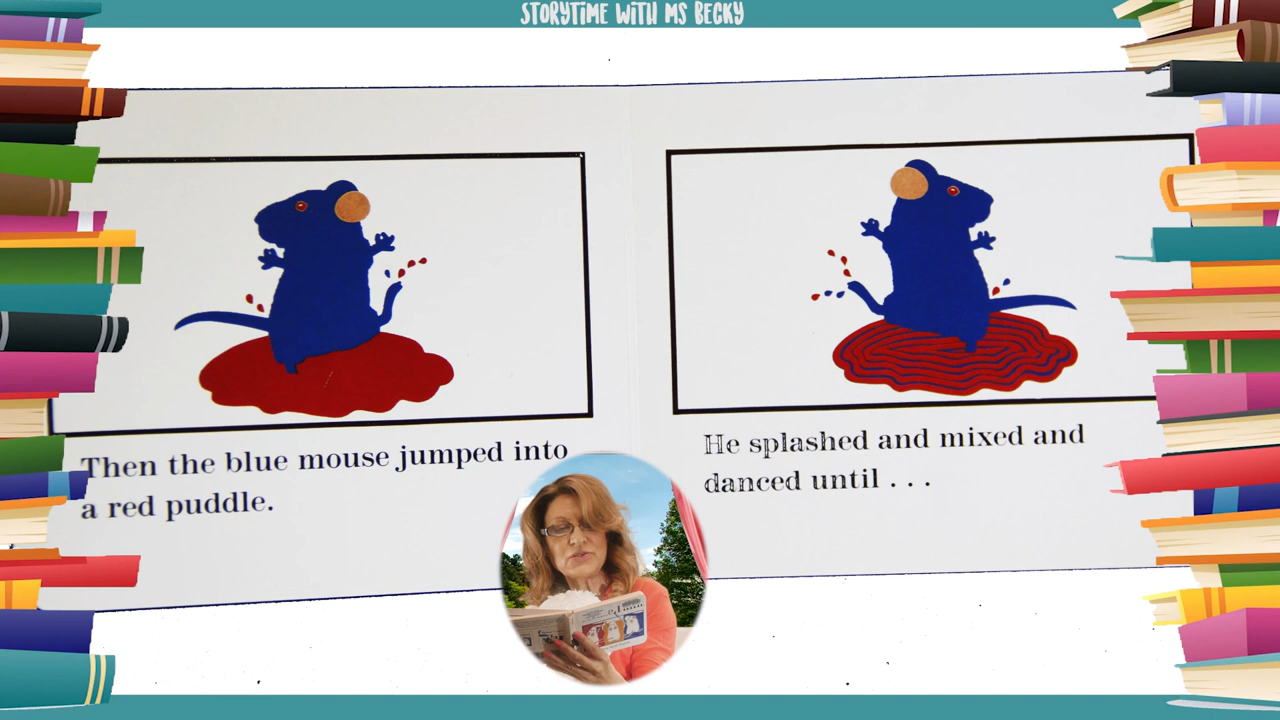 STORYTIME WITH MS BECKY
Then the blue mouse jumped into
a red puddle.
He splashed and mixed and
danced until . . .